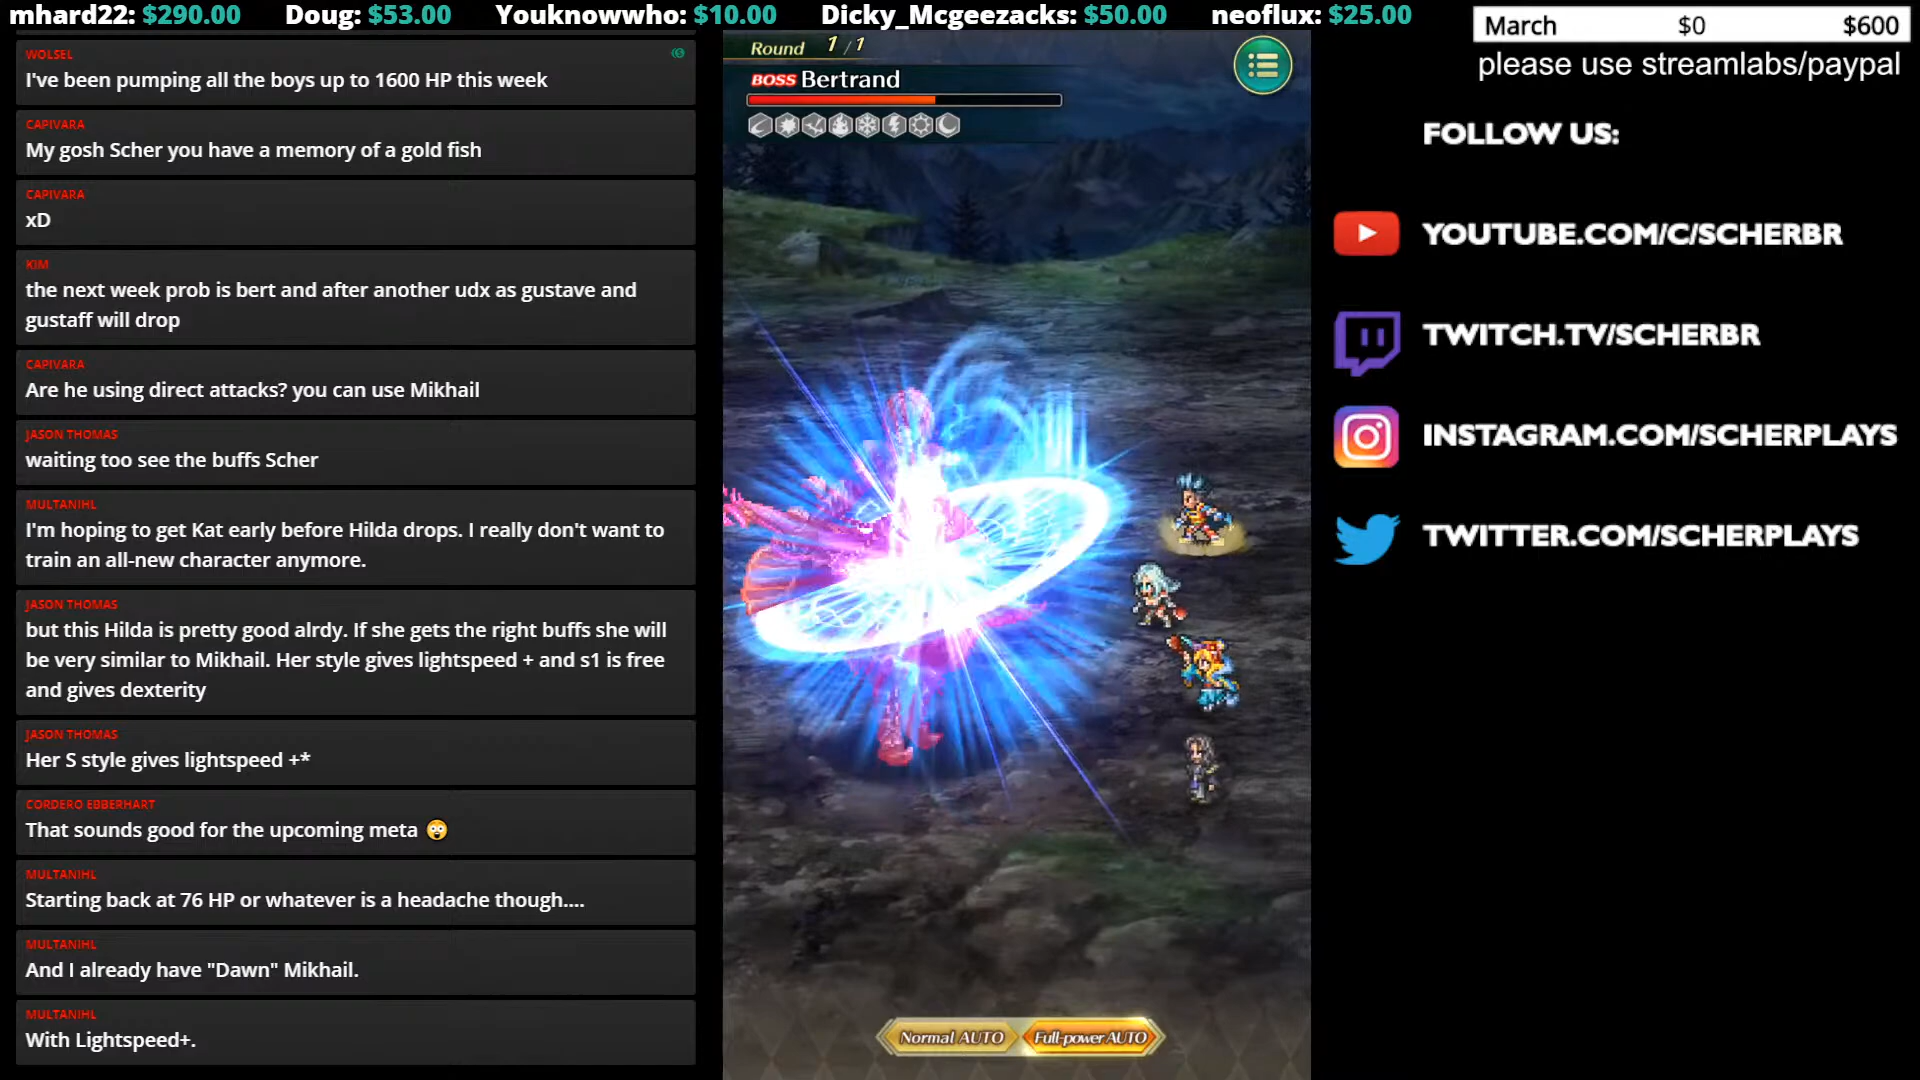 mhard22: $290.00 Doug: $53.00 Youknowwho: $10.00 Dicky_Mcgeezacks: $50.00 neoflux: $25.00
WOLSEL
I've been pumping all the boys up to 1600 HP this week
CAPIVARA
My gosh Scher you have a memory of a gold fish
CAPIVARA
xD
KIM
the next week prob is bert and after another udx as gustave and
gustaff will drop
CAPIVARA
Are he using direct attacks? you can use Mikhail
JASON THOMAS
waiting too see the buffs Scher
MULTANIHL
I'm hoping to get Kat early before Hilda drops. I really don't want to
train an all-new character anymore.
JASON THOMAS
but this Hilda is pretty good alrdy. If she gets the right buffs she will
be very similar to Mikhail. Her style gives lightspeed + and s1 is free
and gives dexterity
JASON THOMAS
Her S style gives lightspeed +*
CORDERO EBBERHART
That sounds good for the upcoming meta 😳
MULTANIHL
Starting back at 76 HP or whatever is a headache though....
MULTANIHL
And I already have "Dawn" Mikhail.
MULTANIHL
With Lightspeed+.
Round 1/1
BOSS Bertrand
Normal AUTO Full-power AUTO
March $0 $600
please use streamlabs/paypal
FOLLOW US:
YOUTUBE.COM/C/SCHERBR
TWITCH.TV/SCHERBR
INSTAGRAM.COM/SCHERPLAYS
TWITTER.COM/SCHERPLAYS